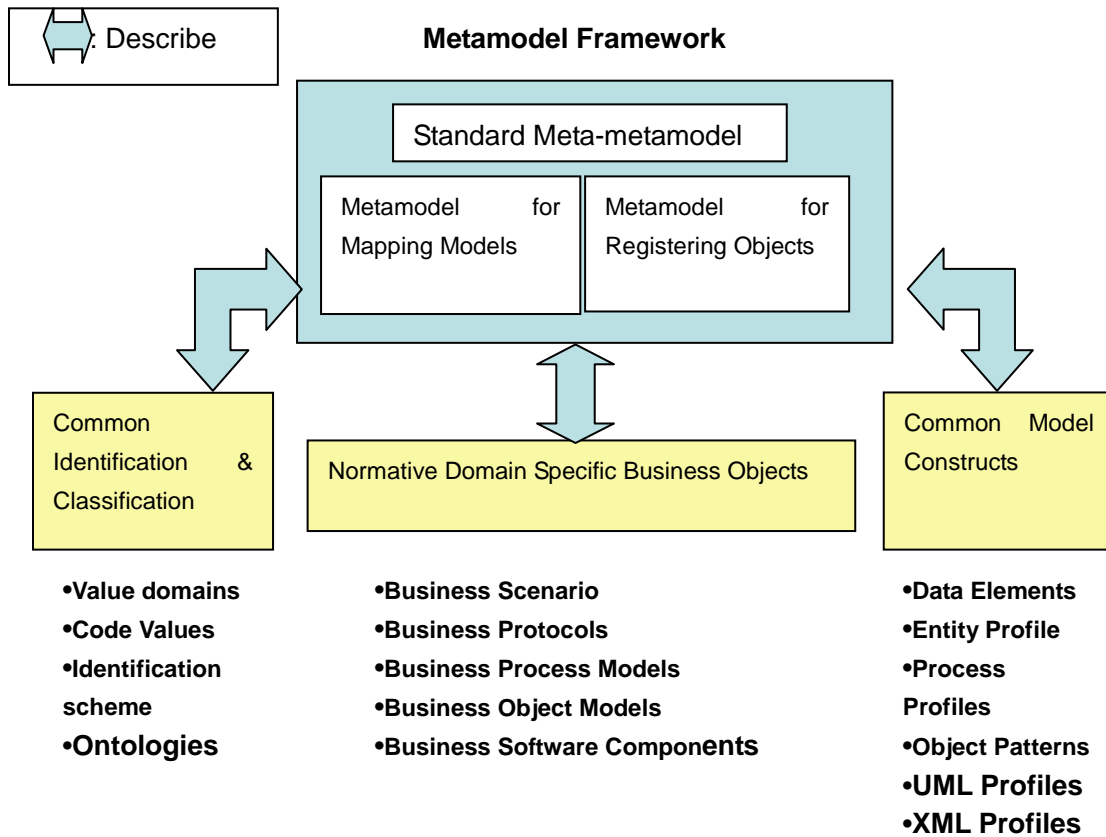 : Describe
Metamodel Framework
Standard Meta-metamodel
Metamodel for
Mapping Models
Metamodel for
Registering Objects
Common
Identification &
Classification
Normative Domain Specific Business Objects
Common Model
Constructs
•Value domains
•Code Values
•Identification
scheme
•Ontologies
•Business Scenario
•Business Protocols
•Business Process Models
•Business Object Models
•Business Software Components
•Data Elements
•Entity Profile
•Process
Profiles
•Object Patterns
•UML Profiles
•XML Profiles